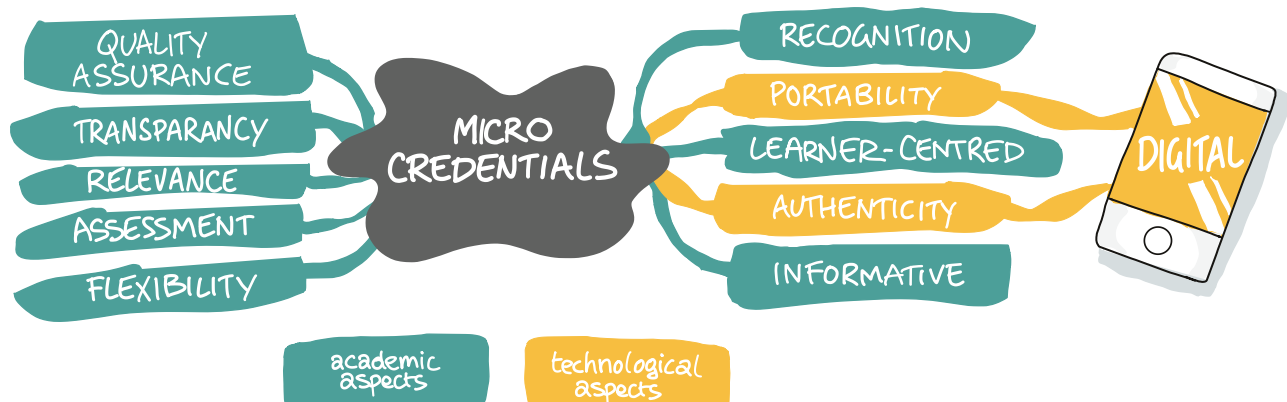 QUALITY
ASSURANCE
TRANSPARANCY
RELEVANCE
ASSESSMENT
FLEXIBILITY
MICRO
CREDENTIALS
RECOGNITION
PORTABILITY
LEARNER-CENTRED
AUTHENTICITY
INFORMATIVE
DIGITAL
academic
aspects
technological
aspects